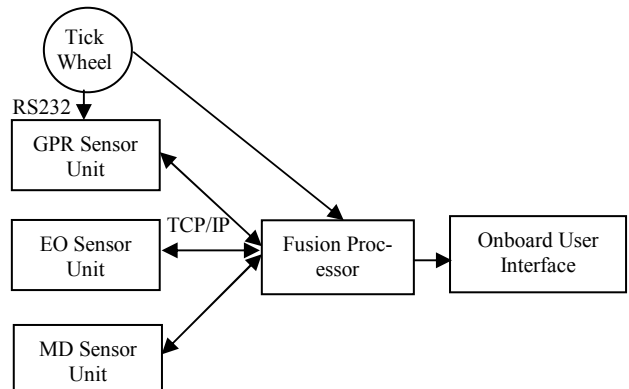 Tick
Wheel
RS232
GPR Sensor
Unit
TCP/IP
EO Sensor
Unit
Fusion Proc-
essor
Onboard User
Interface
MD Sensor
Unit